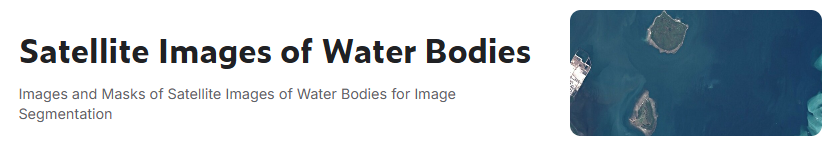 Satellite Images of Water Bodies
Images and Masks of Satellite Images of Water Bodies for Image
Segmentation